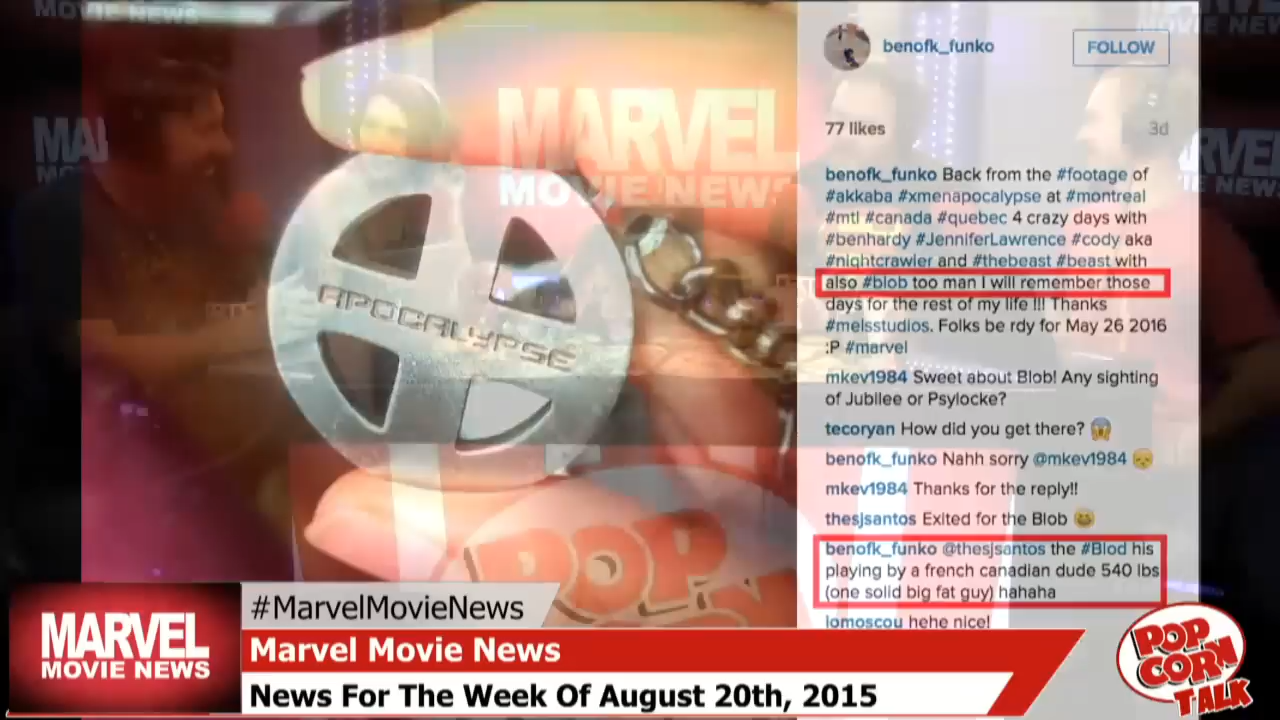 MOVIE NEWS
MARVEL
MOVIE NEWS
MARVEL
MOVIE NEWS
APOCALYPSE
POP
benofk_funko
FOLLOW
77 likes
3d
benofk_funko Back from the #footage of
#akkaba #xmenapocalypse at #montreal
#mtl #canada #quebec 4 crazy days with
#benhardy #JenniferLawrence #cody aka
#nightcrawler and #thebeast #beast with
also #blob too man I will remember those
days for the rest of my life !!! Thanks
#melsstudios. Folks be rdy for May 26 2016
:P #marvel
mkev1984 Sweet about Blob! Any sighting
of Jubilee or Psylocke?
tecoryan How did you get there? 😱
benofk_funko Nahh sorry @mkev1984 😞
mkev1984 Thanks for the reply!!
thesjsantos Exited for the Blob 😄
benofk_funko @thesjsantos the #Blod his
playing by a french canadian dude 540 lbs
(one solid big fat guy) hahaha
lomoscou hehe nice!
MARVEL
MOVIE NEWS
#MarvelMovieNews
Marvel Movie News
News For The Week Of August 20th, 2015
POP
CORN
TALK